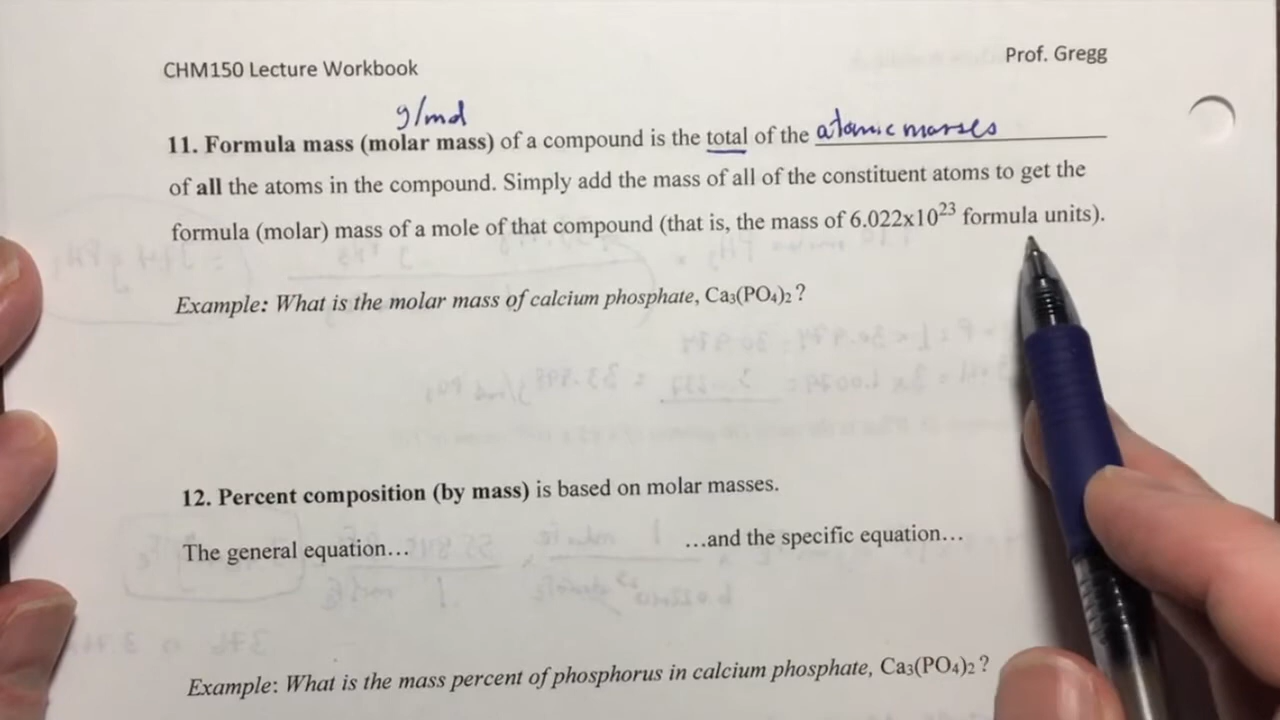 CHM150 Lecture Workbook
Prof. Gregg
g/mol
11. Formula mass (molar mass) of a compound is the total of the atomic masses
of all the atoms in the compound. Simply add the mass of all of the constituent atoms to get the
formula (molar) mass of a mole of that compound (that is, the mass of 6.022x10²³ formula units).
Example: What is the molar mass of calcium phosphate, Ca₃(PO₄)₂ ?
12. Percent composition (by mass) is based on molar masses.
The general equation… …and the specific equation…
Example: What is the mass percent of phosphorus in calcium phosphate, Ca₃(PO₄)₂ ?